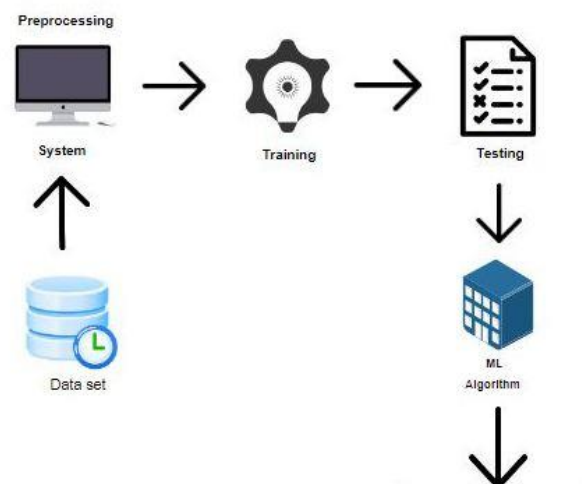 Preprocessing
System
Training
Testing
Data set
ML
Algorithm